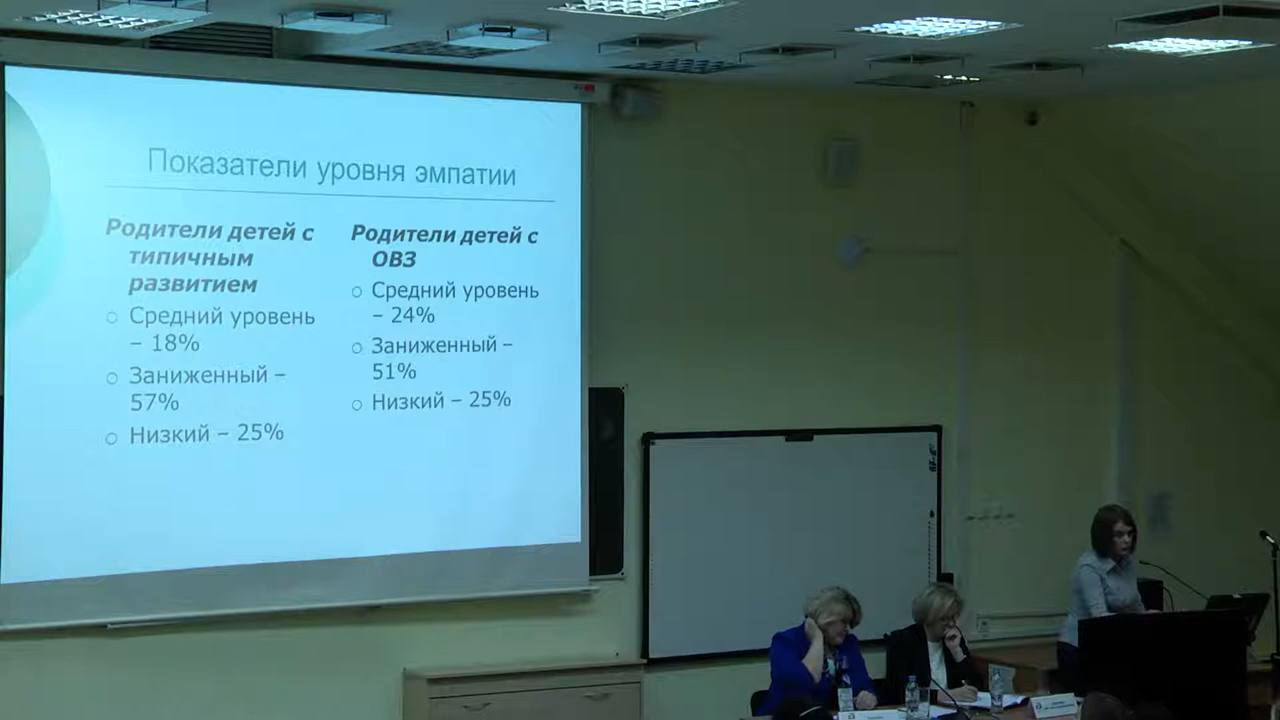 Показатели уровня эмпатии
Родители детей с
типичным
развитием
Средний уровень
– 18%
Заниженный –
57%
Низкий – 25%
Родители детей с
ОВЗ
Средний уровень
– 24%
Заниженный –
51%
Низкий – 25%